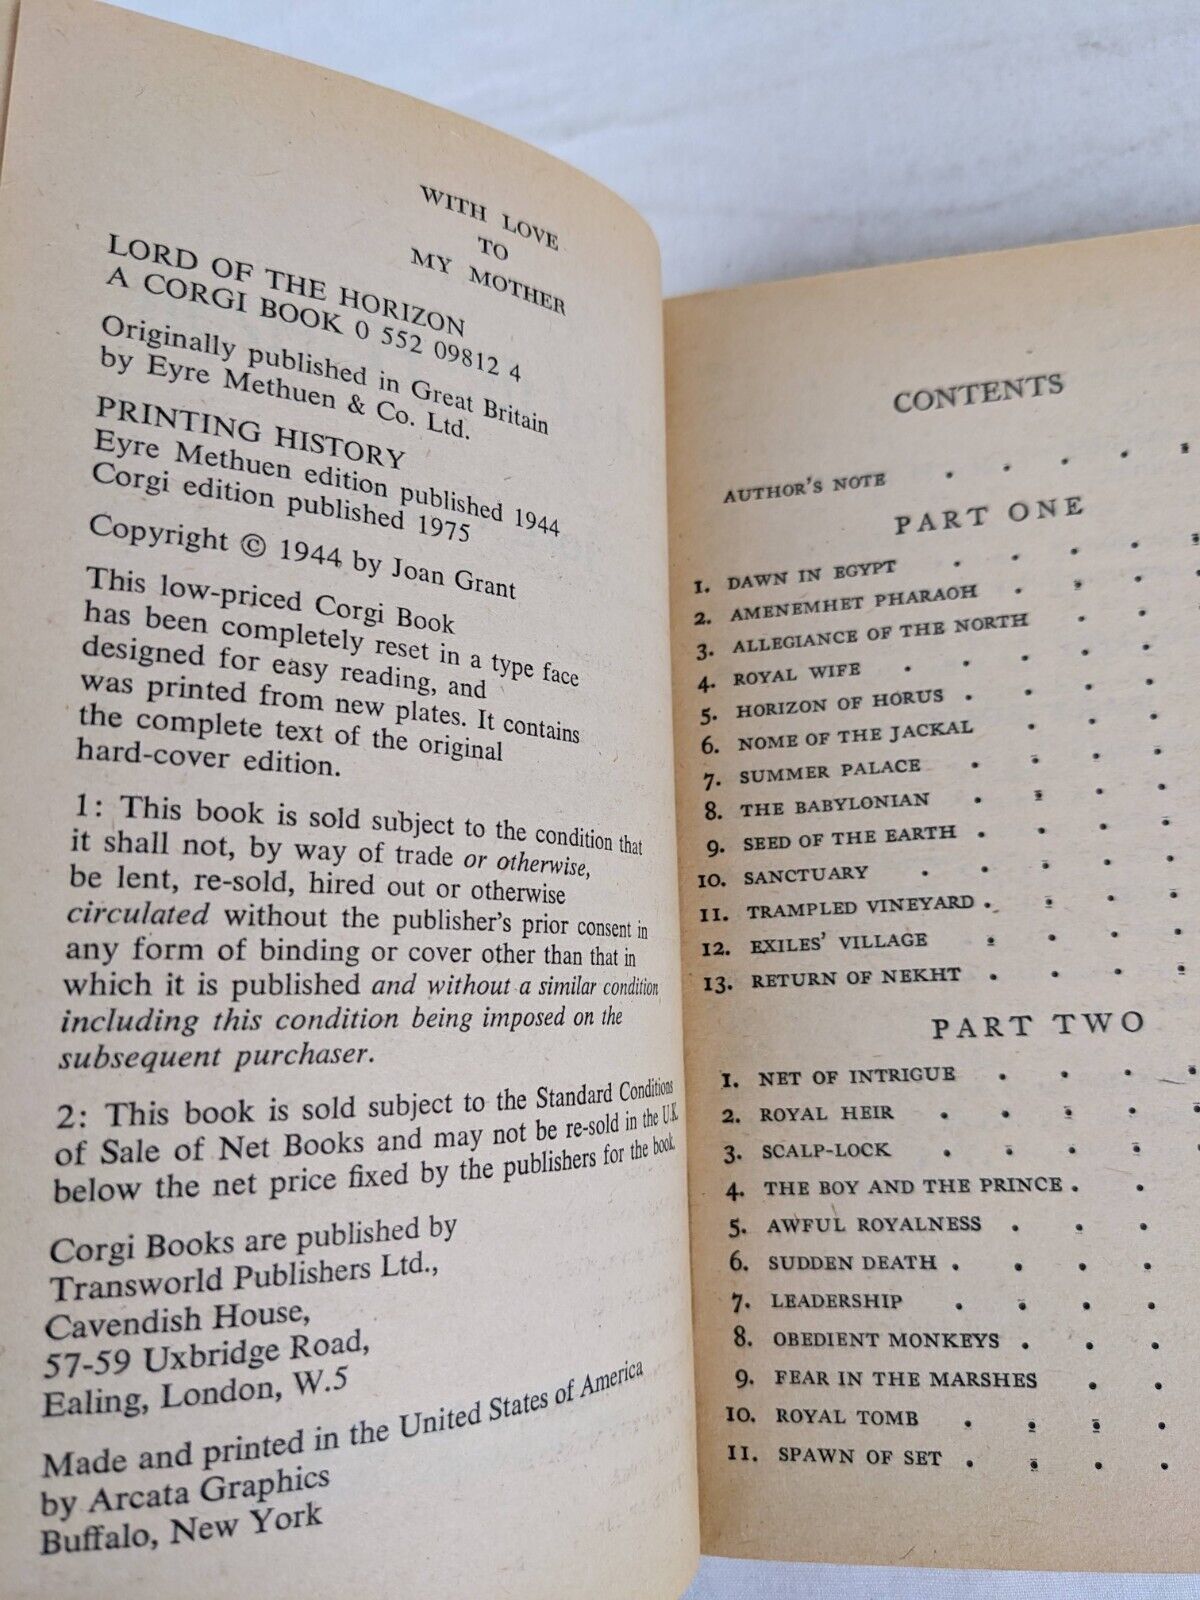 WITH LOVE
TO
MY MOTHER
LORD OF THE HORIZON
A CORGI BOOK 0 552 09812 4
Originally published in Great Britain
by Eyre Methuen & Co. Ltd.
PRINTING HISTORY
Eyre Methuen edition published 1944
Corgi edition published 1975
Copyright © 1944 by Joan Grant
This low-priced Corgi Book
has been completely reset in a type face
designed for easy reading, and
was printed from new plates. It contains
the complete text of the original
hard-cover edition.
1: This book is sold subject to the condition that
it shall not, by way of trade or otherwise,
be lent, re-sold, hired out or otherwise
circulated without the publisher's prior consent in
any form of binding or cover other than that in
which it is published and without a similar condition
including this condition being imposed on the
subsequent purchaser.
2: This book is sold subject to the Standard Conditions
of Sale of Net Books and may not be re-sold in the U.K.
below the net price fixed by the publishers for the book.
Corgi Books are published by
Transworld Publishers Ltd.,
Cavendish House,
57-59 Uxbridge Road,
Ealing, London, W.5
Made and printed in the United States of America
by Arcata Graphics
Buffalo, New York
CONTENTS
AUTHOR'S NOTE . . . . .
PART ONE
1. DAWN IN EGYPT . . . . .
2. AMENEMHET PHARAOH . . . .
3. ALLEGIANCE OF THE NORTH . . .
4. ROYAL WIFE . . . . .
5. HORIZON OF HORUS . . . .
6. NOME OF THE JACKAL . . .
7. SUMMER PALACE . . . .
8. THE BABYLONIAN . . . .
9. SEED OF THE EARTH . . . .
10. SANCTUARY . . . . .
11. TRAMPLED VINEYARD . . . .
12. EXILES' VILLAGE . . . .
13. RETURN OF NEKHT . . . .
PART TWO
1. NET OF INTRIGUE . . . .
2. ROYAL HEIR . . . . .
3. SCALP-LOCK . . . . .
4. THE BOY AND THE PRINCE . .
5. AWFUL ROYALNESS . . .
6. SUDDEN DEATH . . . .
7. LEADERSHIP . . . .
8. OBEDIENT MONKEYS . . .
9. FEAR IN THE MARSHES . .
10. ROYAL TOMB . . . .
11. SPAWN OF SET . . . .